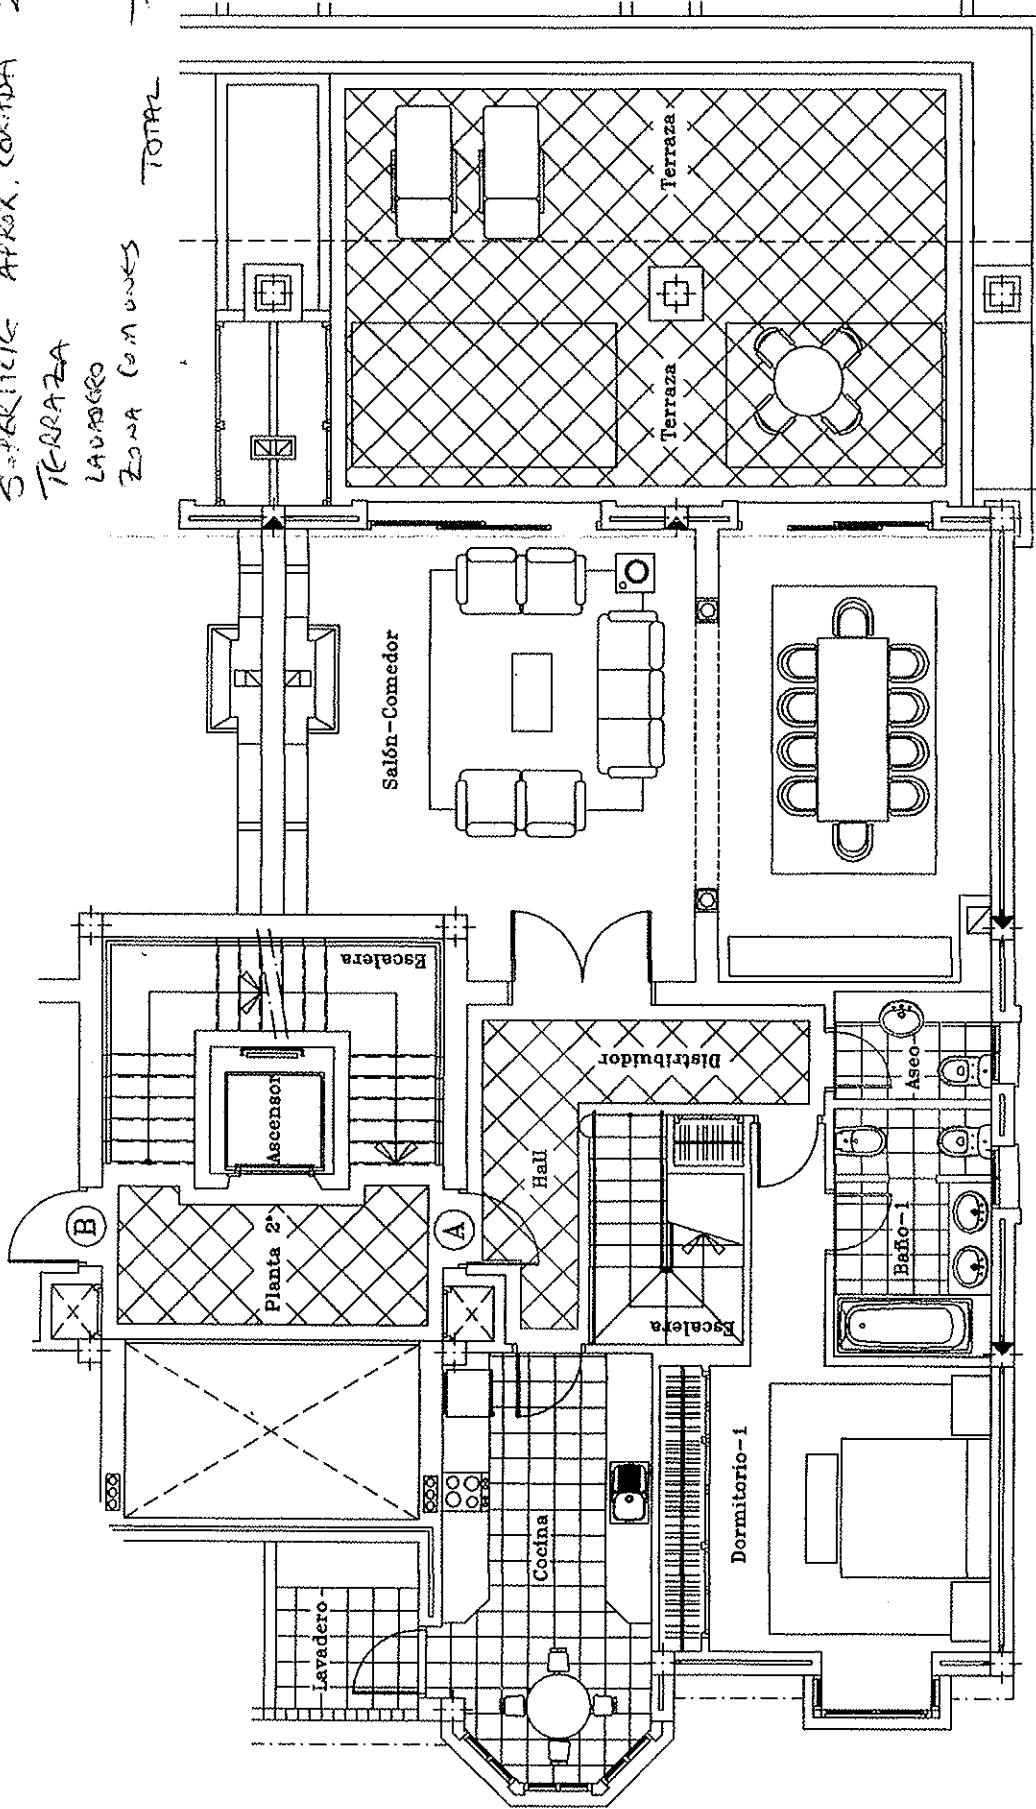 SUPERFICIE APROX. CONSTRUIDA
TERRAZA
LAVADERO
ZONA COMUNES
TOTAL
Terraza
Terraza
Salón-Comedor
Escalera
Ascensor
Distribuidor
Hall
B
A
Planta 2ª
Escalera
Aseo-
Baño-1
Cocina
Dormitorio-1
Lavadero-